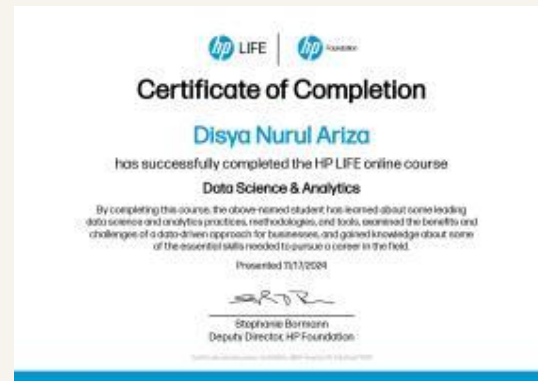 hp LIFE hp Foundation
Certificate of Completion
Disya Nurul Ariza
has successfully completed the HP LIFE online course
Data Science & Analytics
By completing this course, the above-named student has learned about some leading
data science and analytics practices, methodologies, and tools, examined the benefits and
challenges of a data-driven approach for businesses, and gained knowledge about some
of the essential skills needed to pursue a career in the field.
Presented 11/17/2024
Stephanie Bormann
Deputy Director, HP Foundation